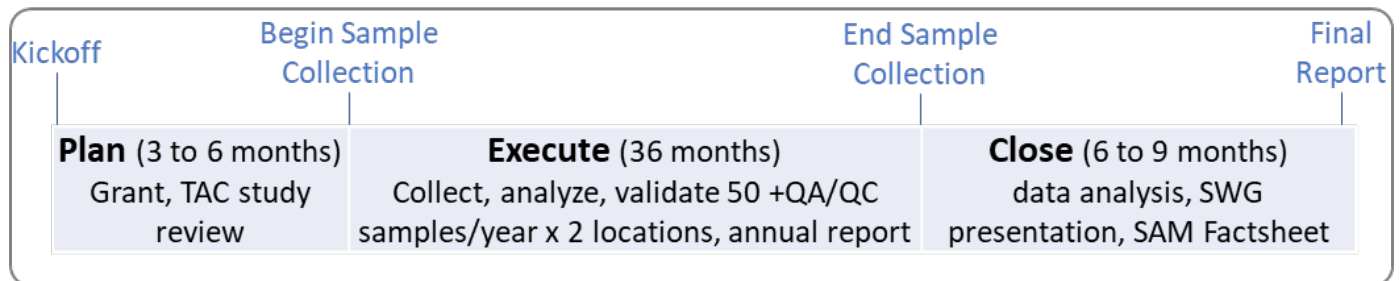 Kickoff
Begin Sample
Collection
End Sample
Collection
Final
Report
Plan (3 to 6 months)
Grant, TAC study
review
Execute (36 months)
Collect, analyze, validate 50 +QA/QC
samples/year x 2 locations, annual report
Close (6 to 9 months)
data analysis, SWG
presentation, SAM Factsheet